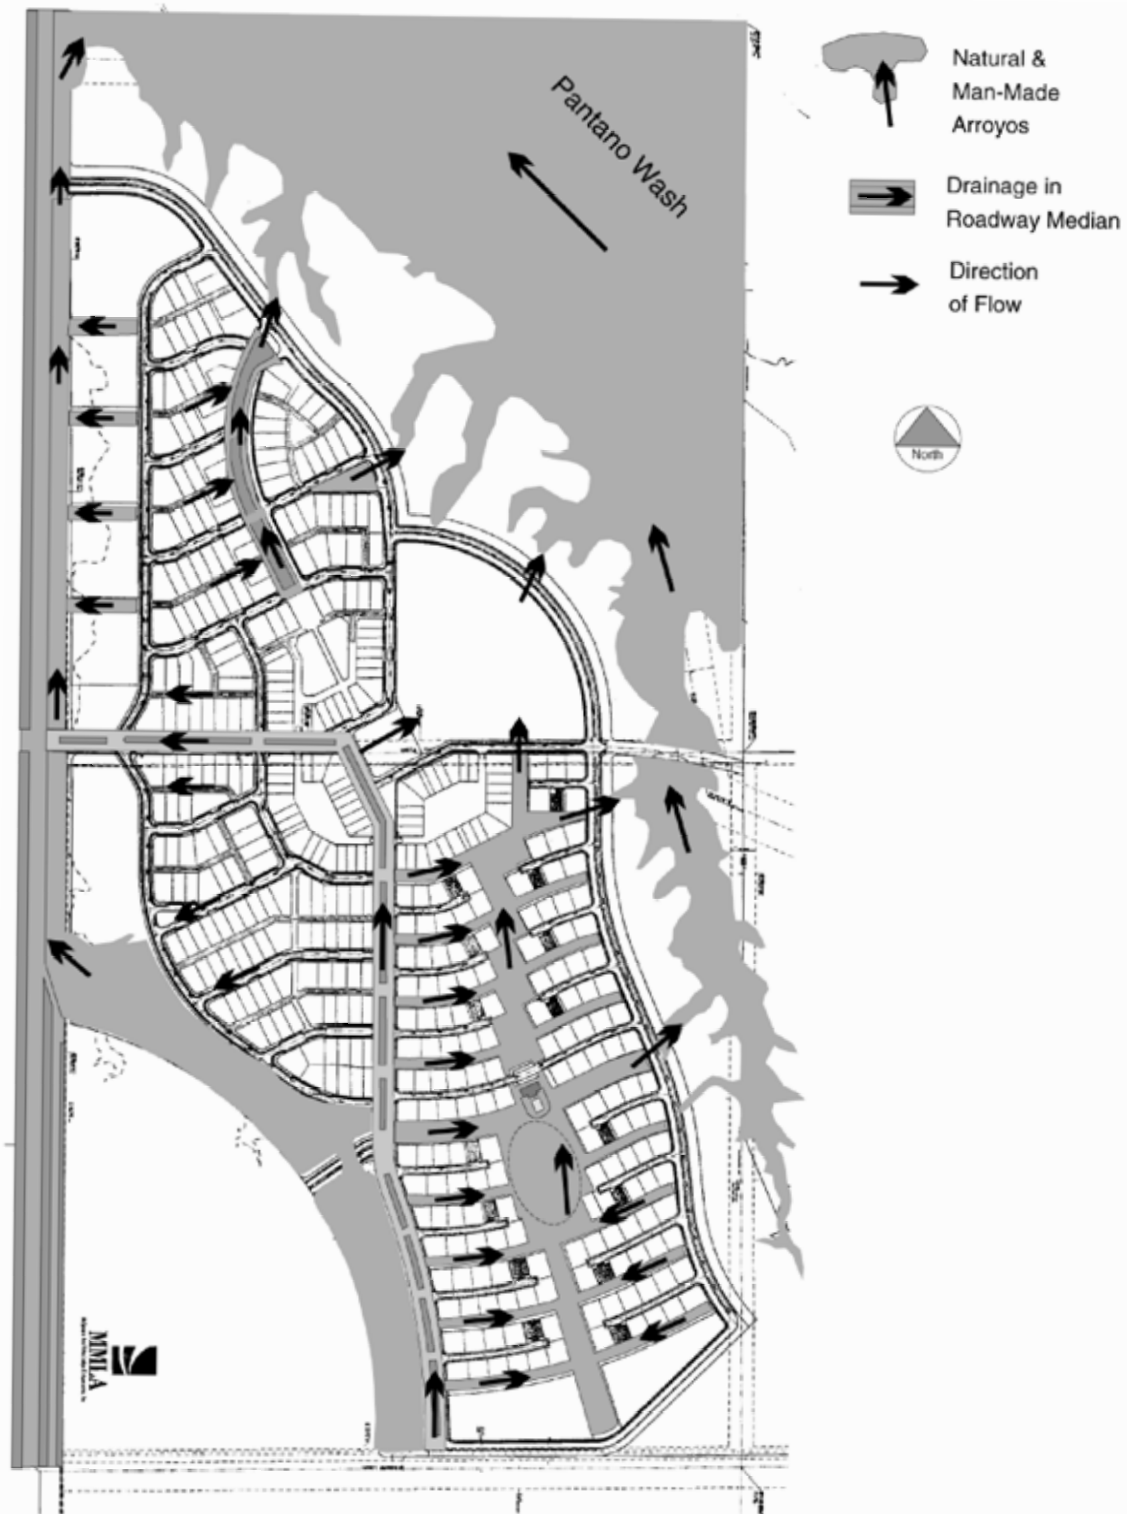 Pantano Wash
Natural &
Man-Made
Arroyos
Drainage in
Roadway Median
Direction
of Flow
North
MMLA